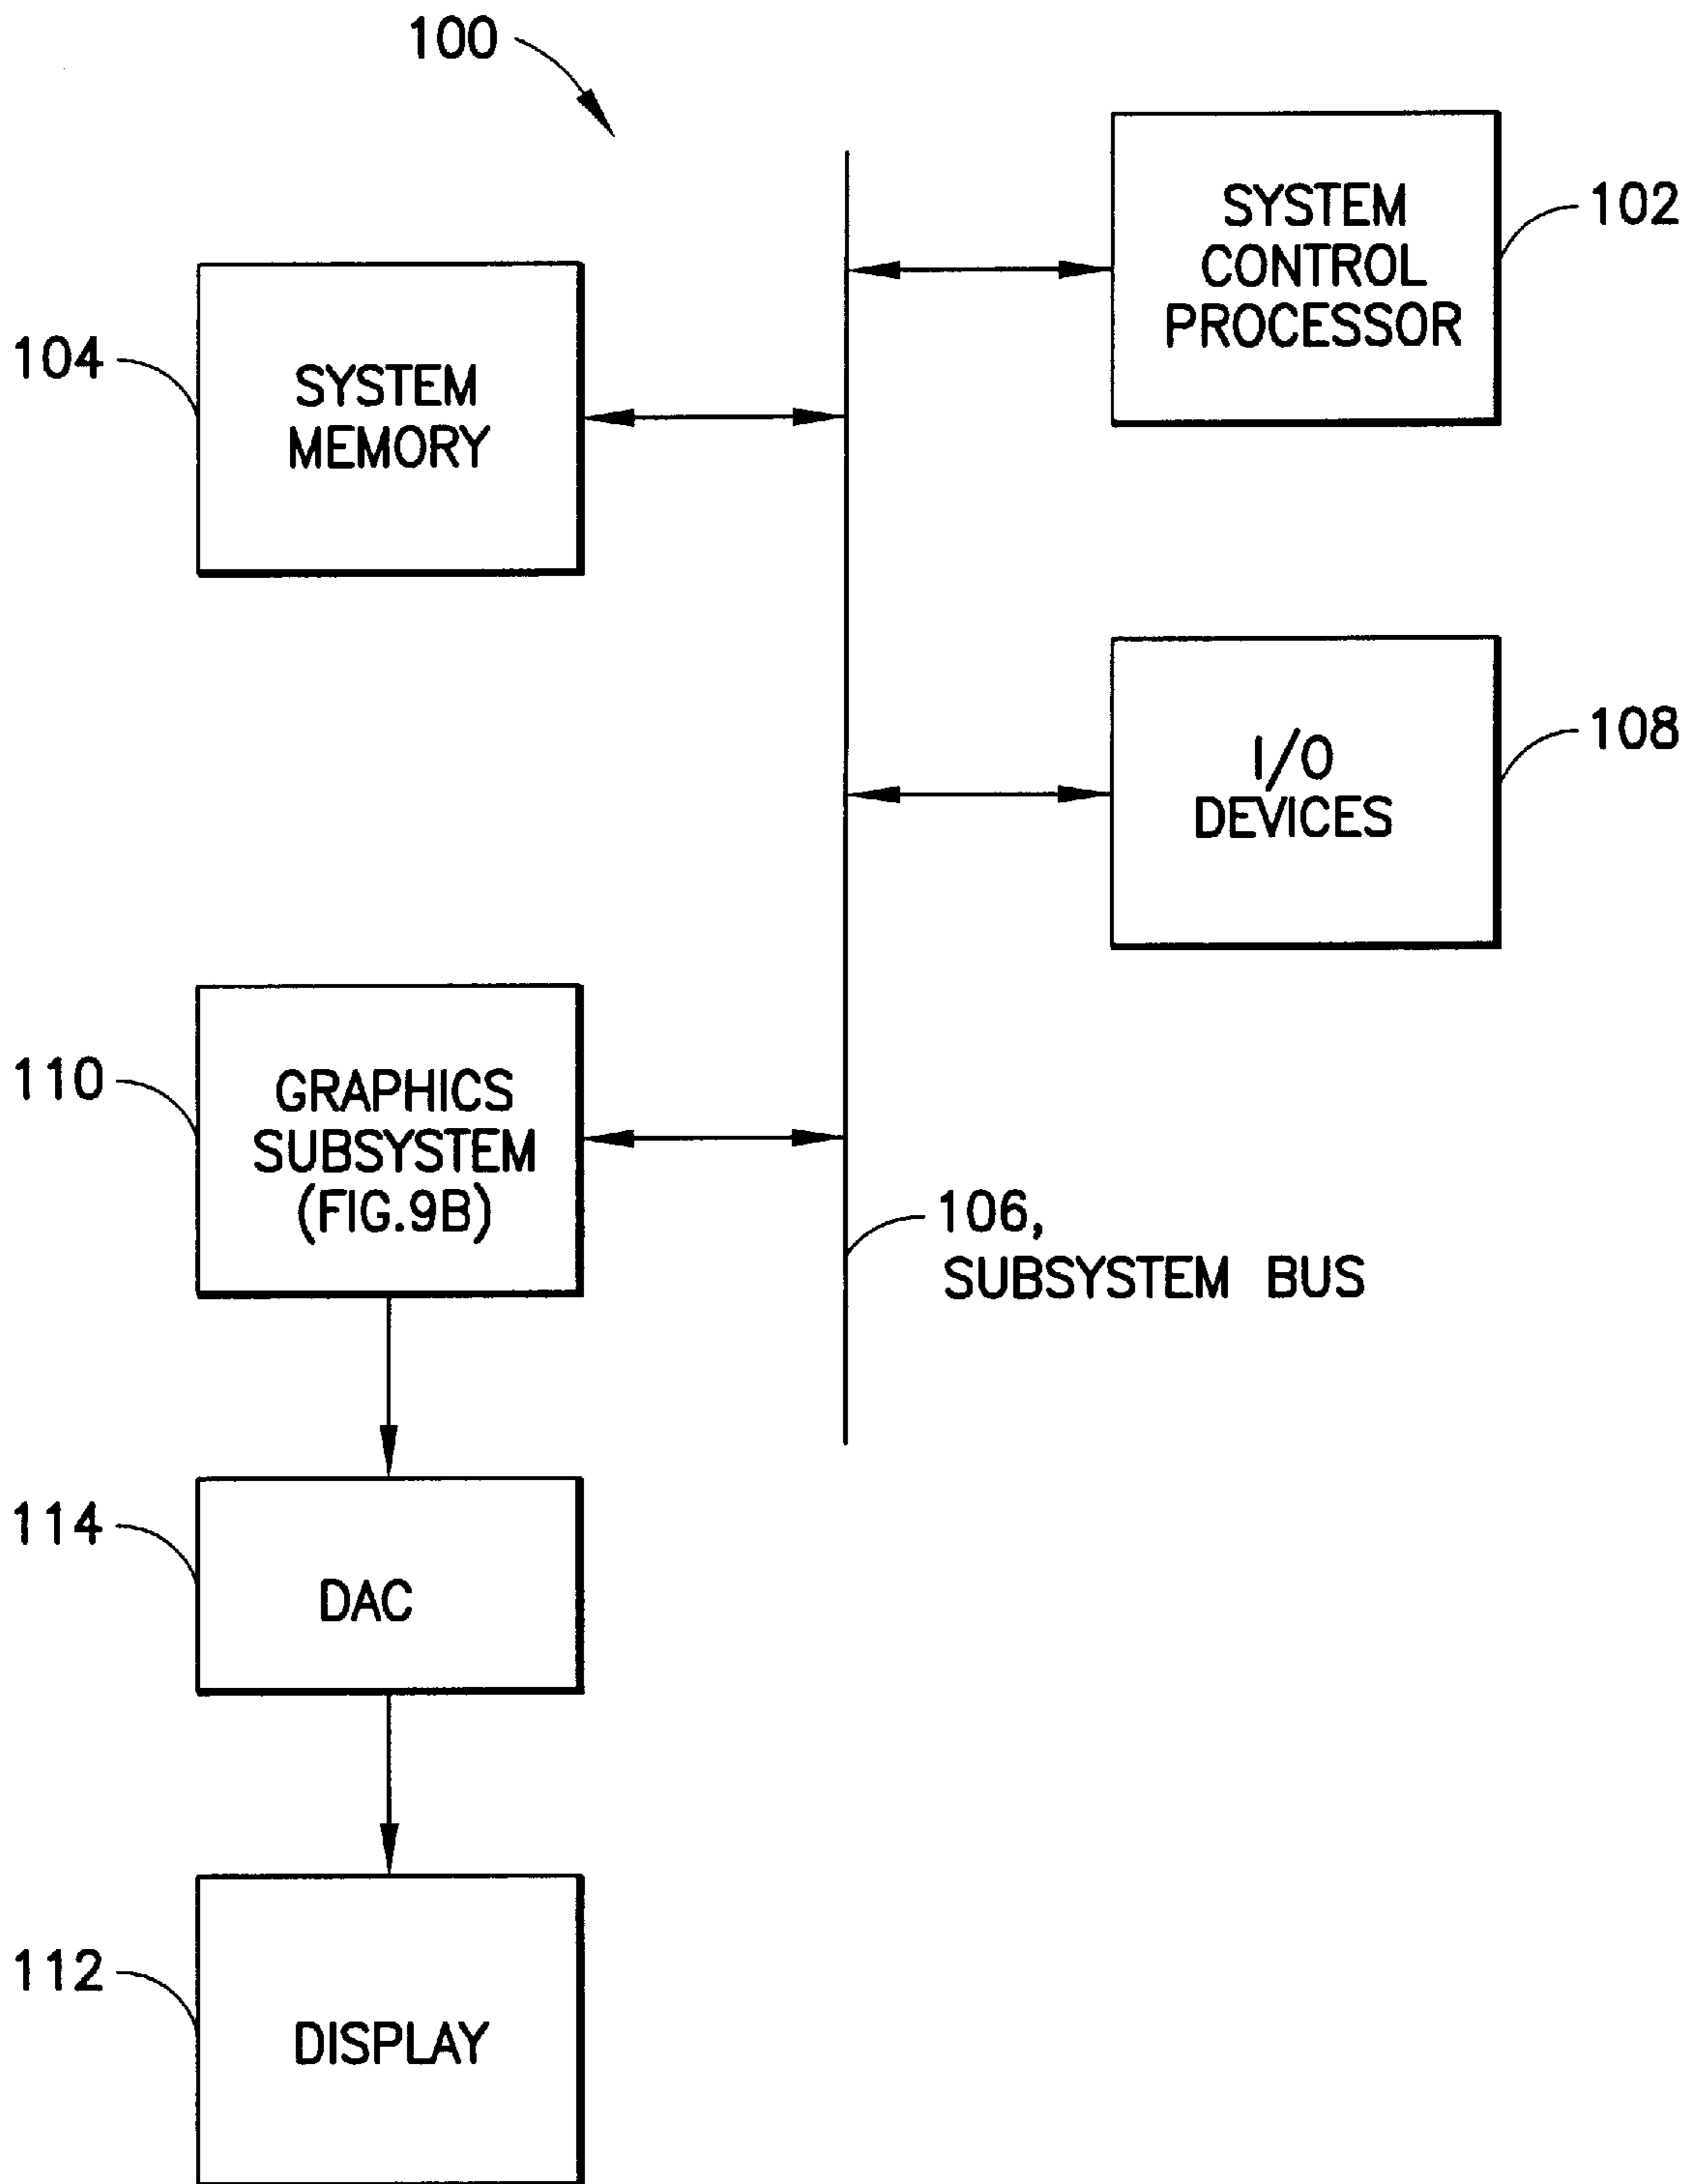 100
SYSTEM
CONTROL
PROCESSOR
102
104
SYSTEM
MEMORY
I/O
DEVICES
108
110
GRAPHICS
SUBSYSTEM
(FIG.9B)
106,
SUBSYSTEM BUS
114
DAC
112
DISPLAY